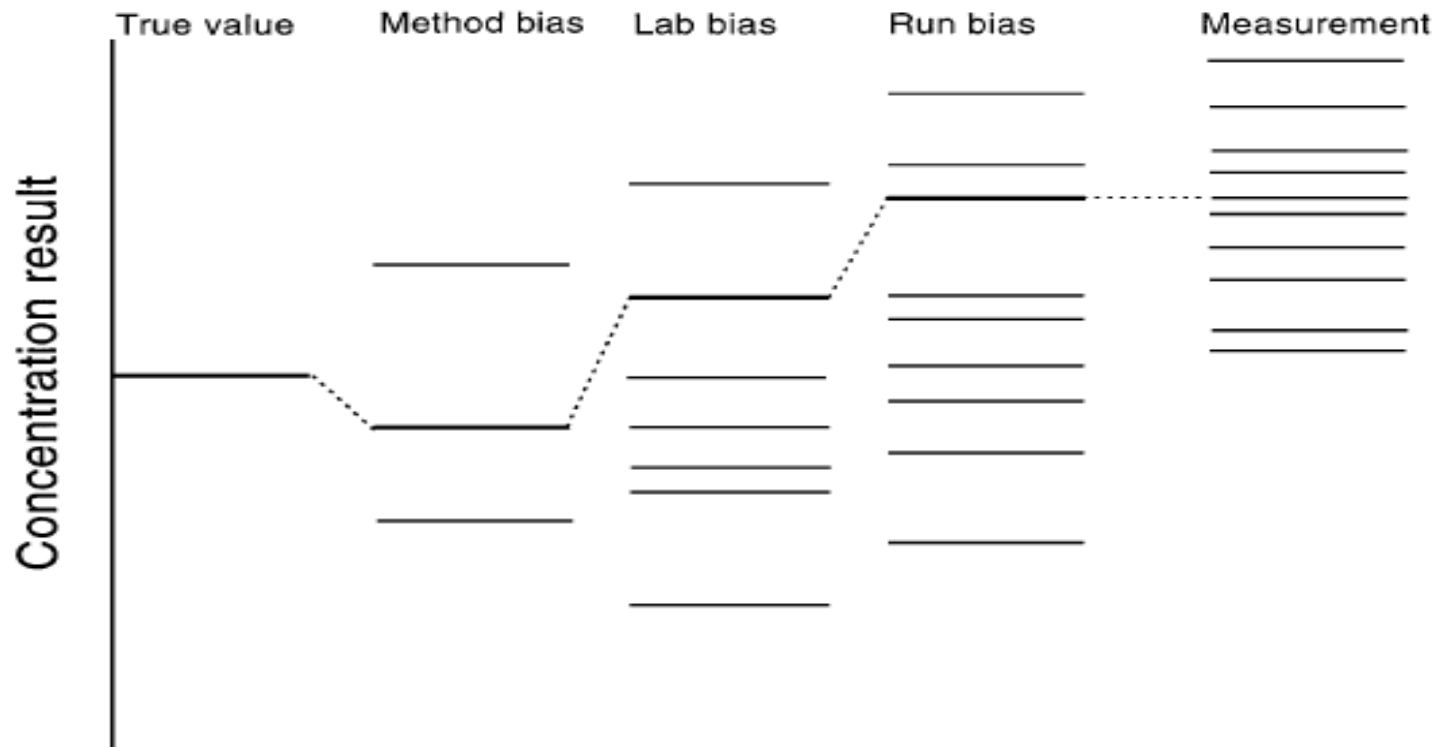 True value Method bias Lab bias Run bias Measurement
Concentration result